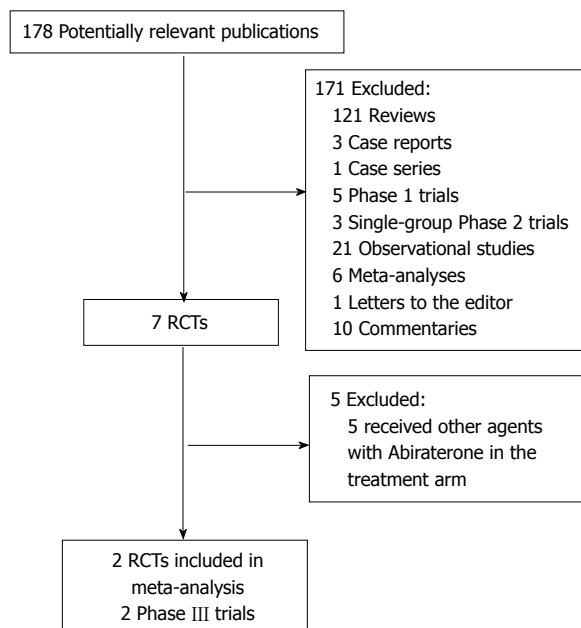 178 Potentially relevant publications
171 Excluded:
121 Reviews
3 Case reports
1 Case series
5 Phase 1 trials
3 Single-group Phase 2 trials
21 Observational studies
6 Meta-analyses
1 Letters to the editor
10 Commentaries
7 RCTs
5 Excluded:
5 received other agents
with Abiraterone in the
treatment arm
2 RCTs included in
meta-analysis
2 Phase III trials